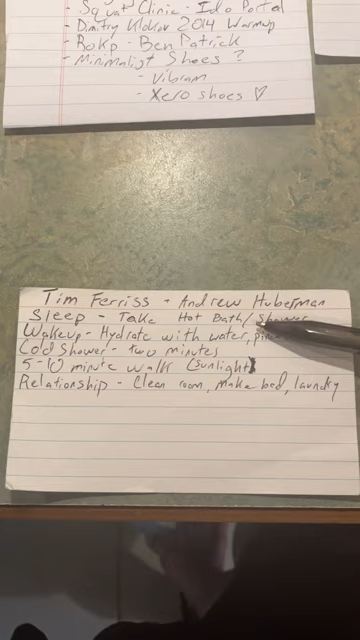 - Squat Clinic - Ido Portal
- Dmitry Klokov 2014 Warmup
- Rokp - Ben Patrick
- Minimalist Shoes ?
- Vibram
- Xero shoes ♡
Tim Ferriss + Andrew Huberman
Sleep - Take Hot Bath/Shower
Wakeup - Hydrate with water,
Cold Shower - two minutes
5-10 minute walk (Sunlight)
Relationship - Clean room, make bed, laundry